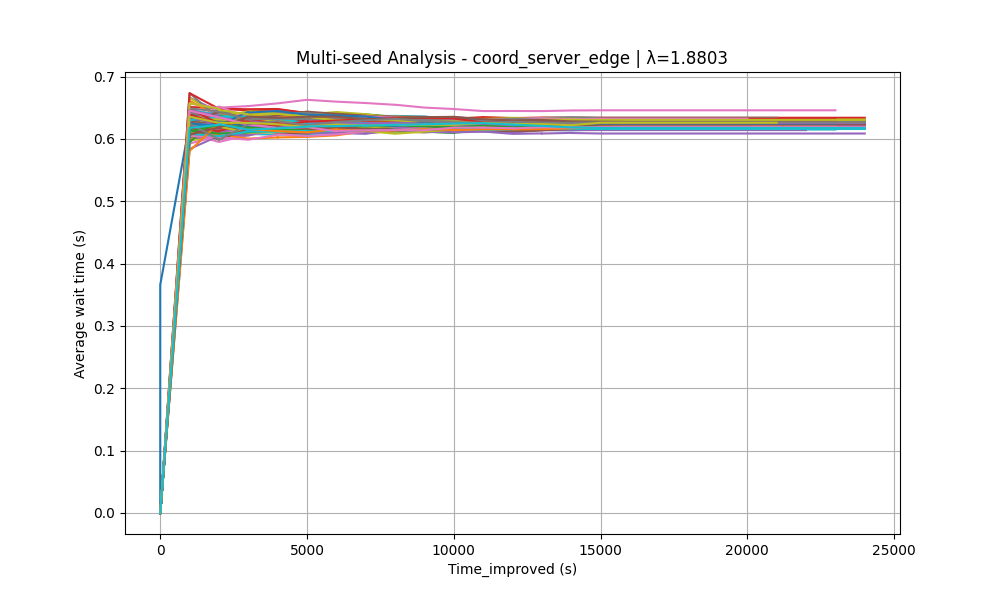 Multi-seed Analysis - coord_server_edge | λ=1.8803
0.7
0.6
0.5
0.4
0.3
0.2
0.1
0.0
Average wait time (s)
0 5000 10000 15000 20000 25000
Time_improved (s)